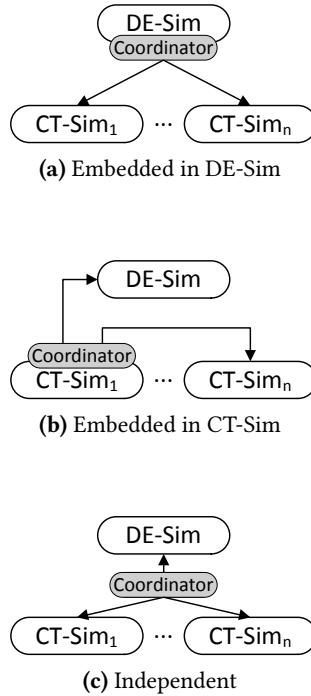 DE-Sim
Coordinator
CT-Sim₁ ... CT-Simₙ
(a) Embedded in DE-Sim
DE-Sim
Coordinator
CT-Sim₁ ... CT-Simₙ
(b) Embedded in CT-Sim
DE-Sim
Coordinator
CT-Sim₁ ... CT-Simₙ
(c) Independent